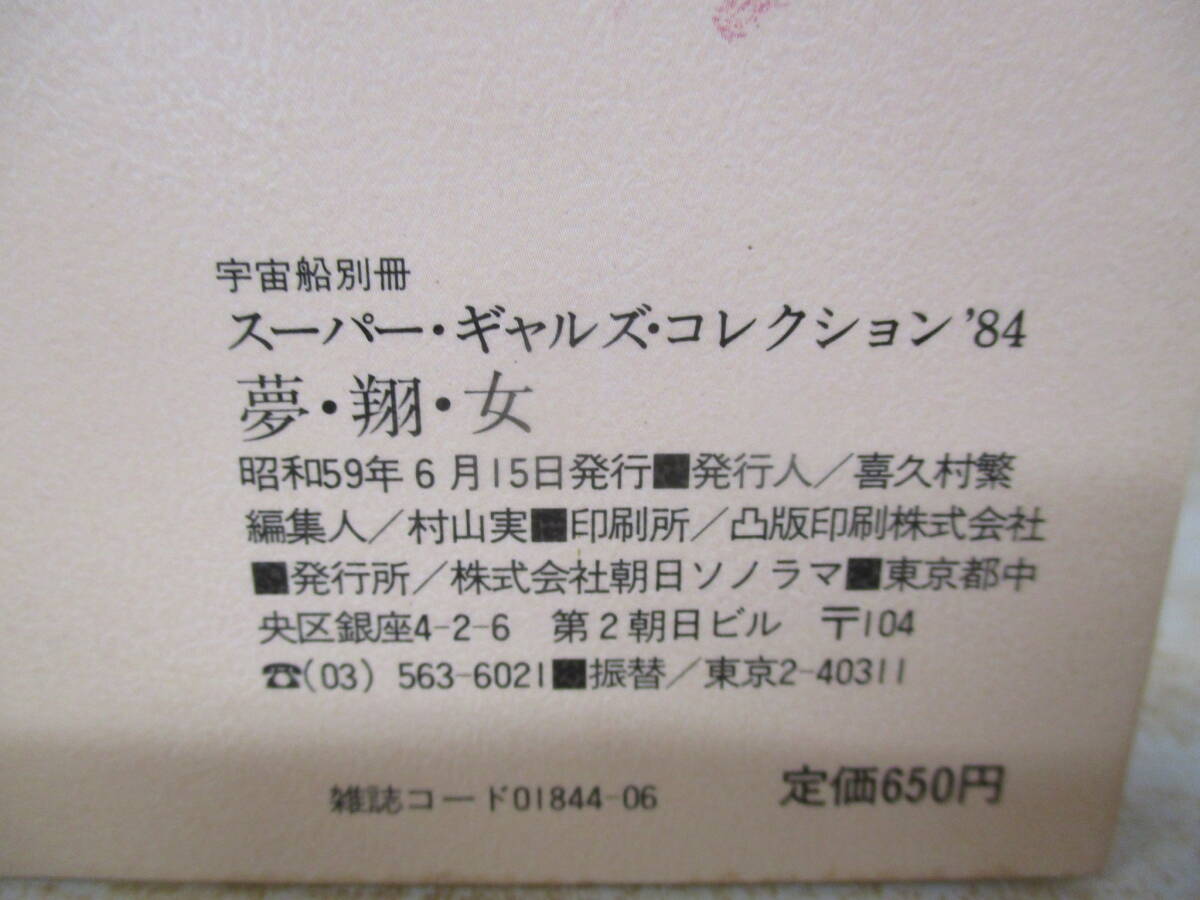 宇宙船別冊
スーパー・ギャルズ・コレクション'84
夢・翔・女
昭和59年6月15日発行■発行人/喜久村繁
編集人/村山実■印刷所/凸版印刷株式会社
■発行所/株式会社朝日ソノラマ■東京都中
央区銀座4-2-6 第2朝日ビル 〒104
☎(03) 563-6021■振替/東京2-40311
雑誌コード01844-06 定価650円